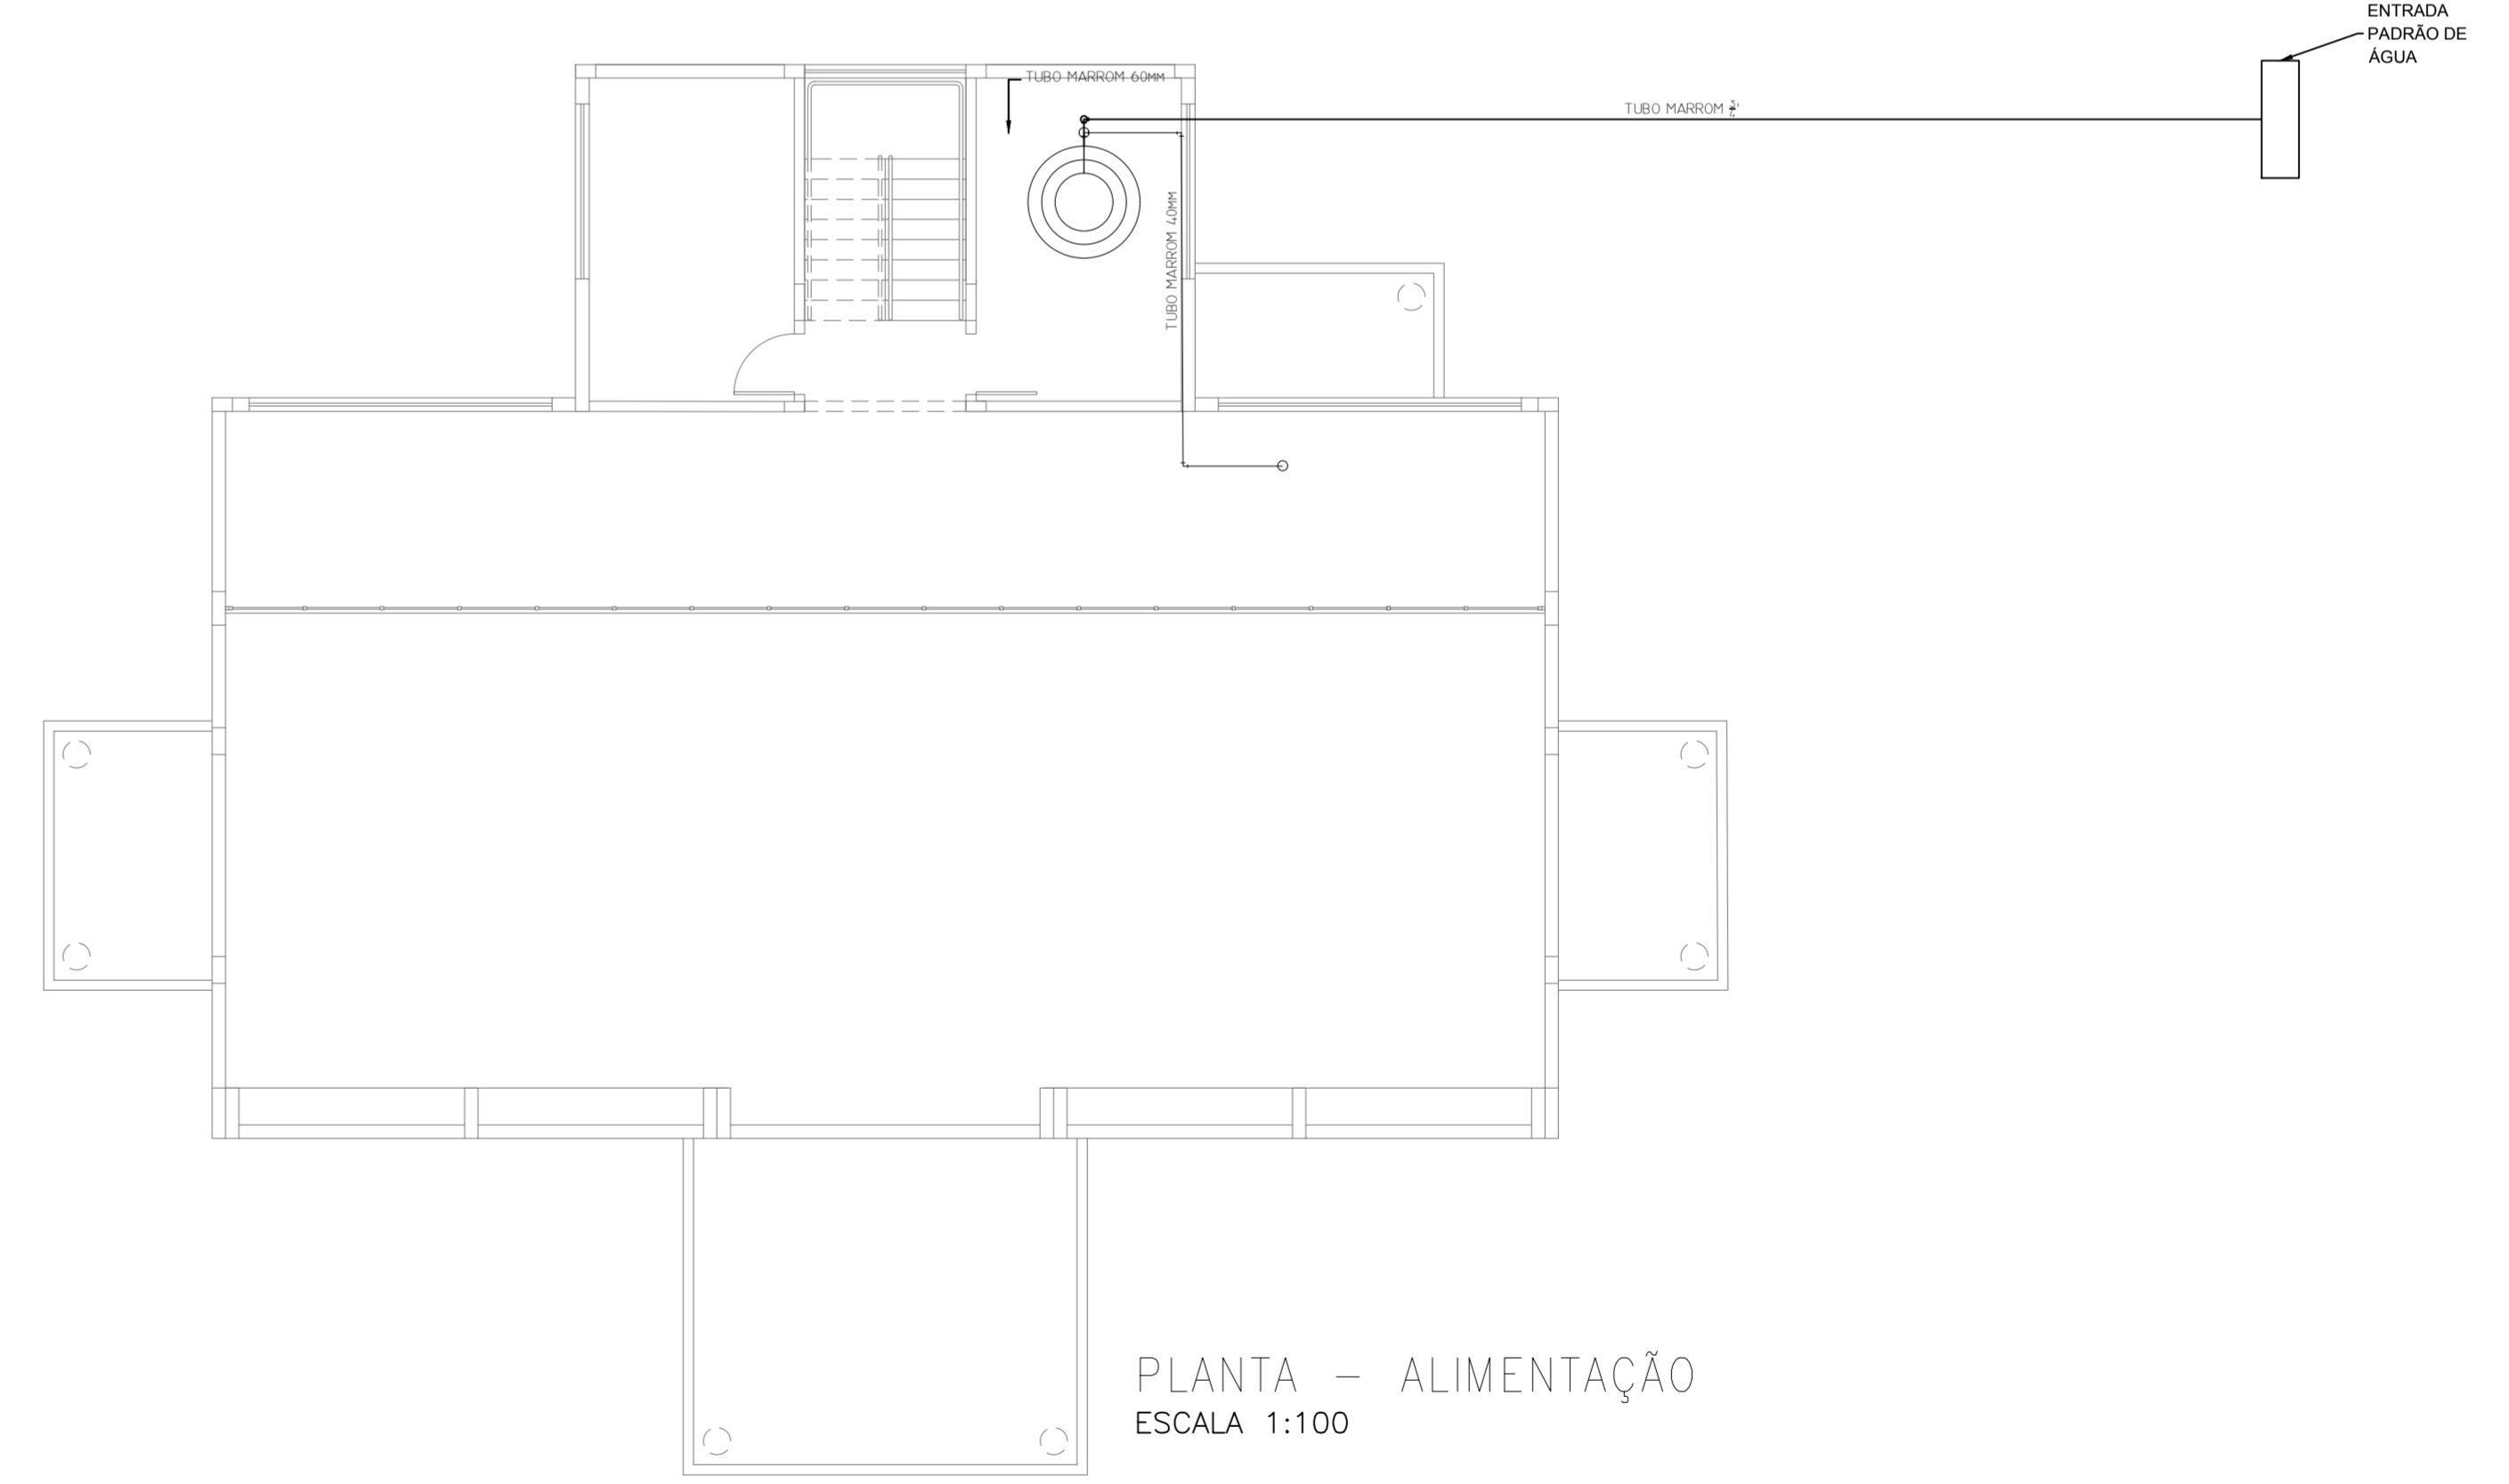 ENTRADA
PADRÃO DE
ÁGUA
TUBO MARROM 60MM
TUBO MARROM 3/4'
TUBO MARROM 40MM
PLANTA - ALIMENTAÇÃO
ESCALA 1:100